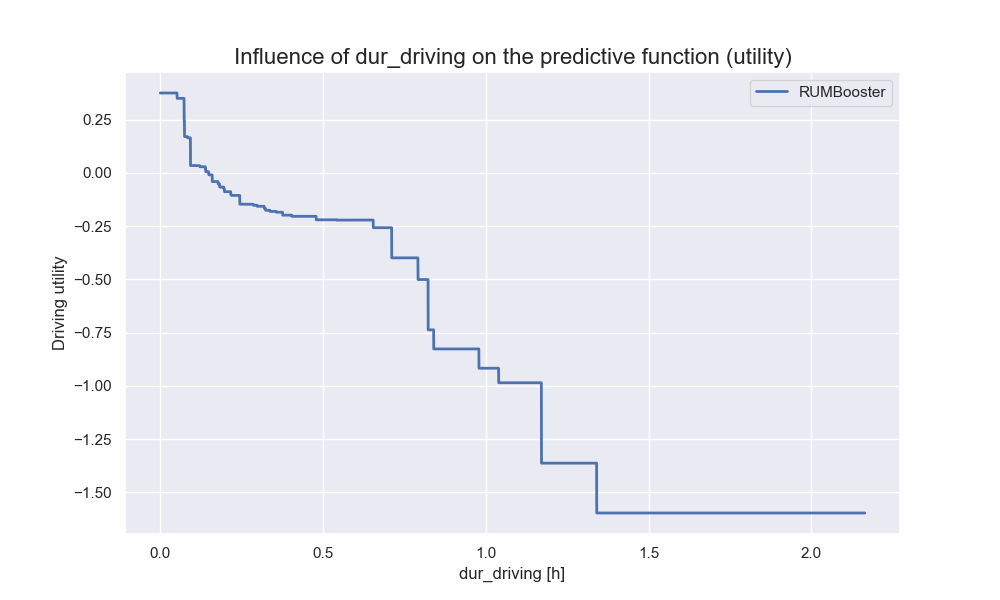 Influence of dur_driving on the predictive function (utility)
RUMBooster
0.25
0.00
−0.25
−0.50
−0.75
−1.00
−1.25
−1.50
Driving utility
0.0 0.5 1.0 1.5 2.0
dur_driving [h]